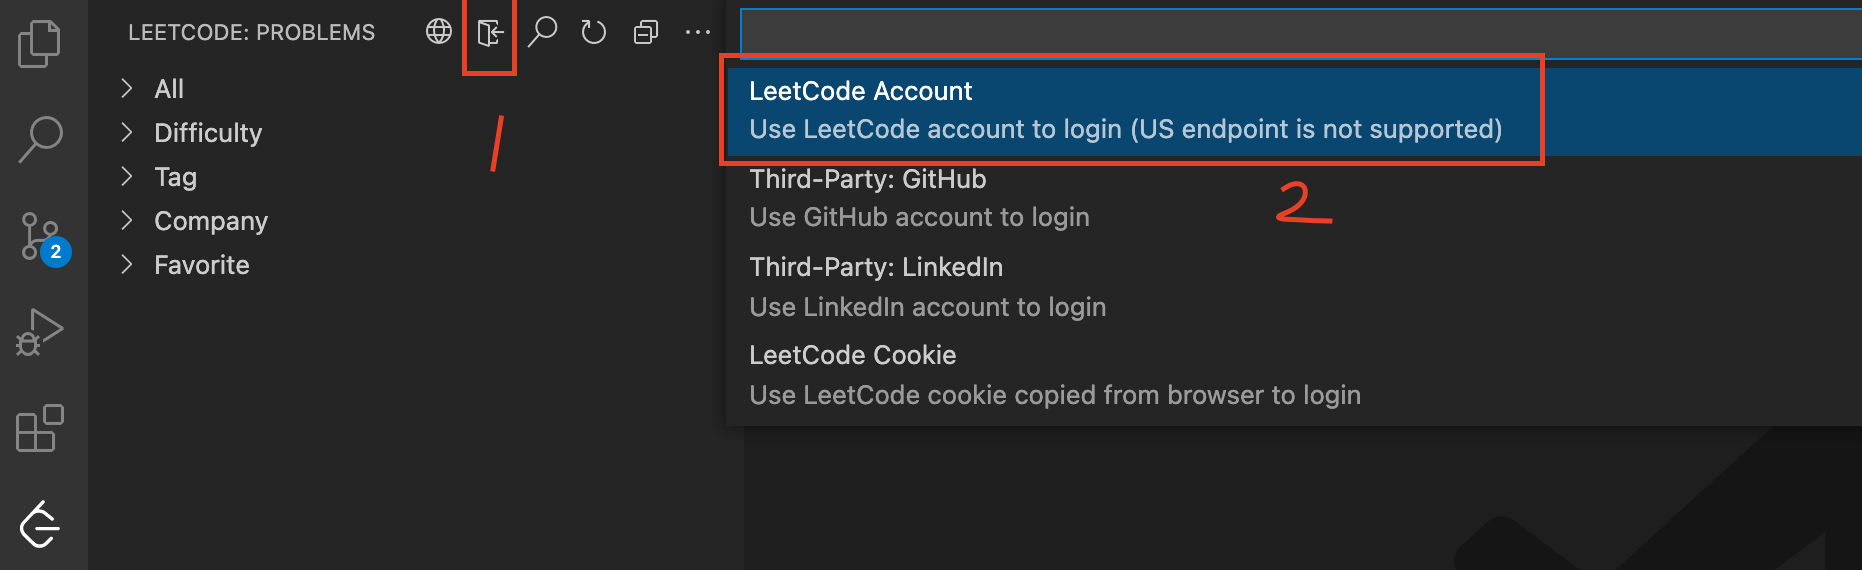 LEETCODE: PROBLEMS
All
Difficulty
Tag
Company
Favorite
2
1
LeetCode Account
Use LeetCode account to login (US endpoint is not supported)
Third-Party: GitHub
Use GitHub account to login
2
Third-Party: LinkedIn
Use LinkedIn account to login
LeetCode Cookie
Use LeetCode cookie copied from browser to login